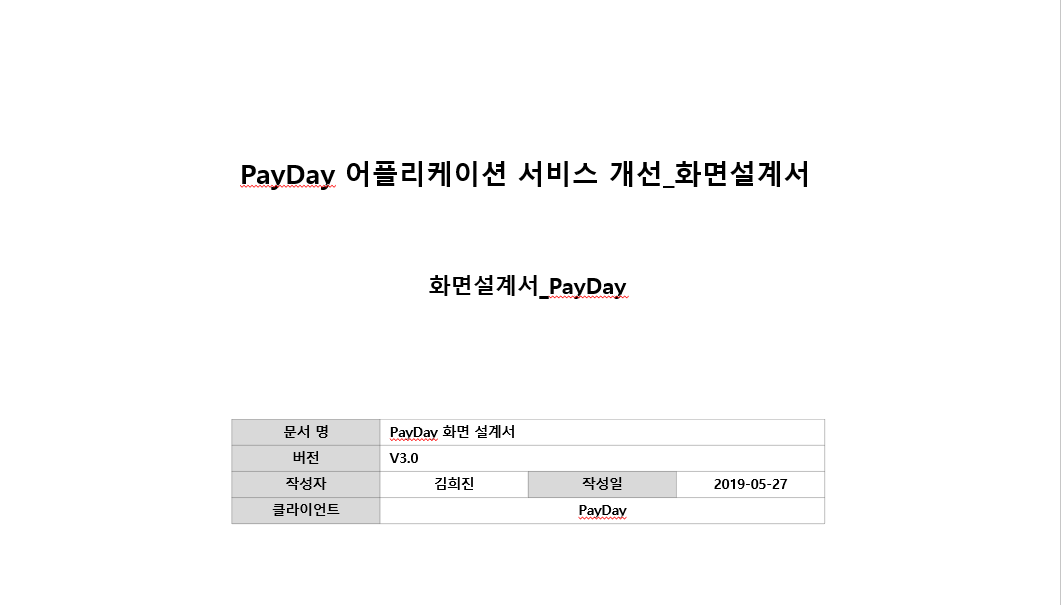 PayDay 어플리케이션 서비스 개선_화면설계서
화면설계서_PayDay
문서 명 PayDay 화면 설계서
버전 V3.0
작성자 김희진 작성일 2019-05-27
클라이언트 PayDay